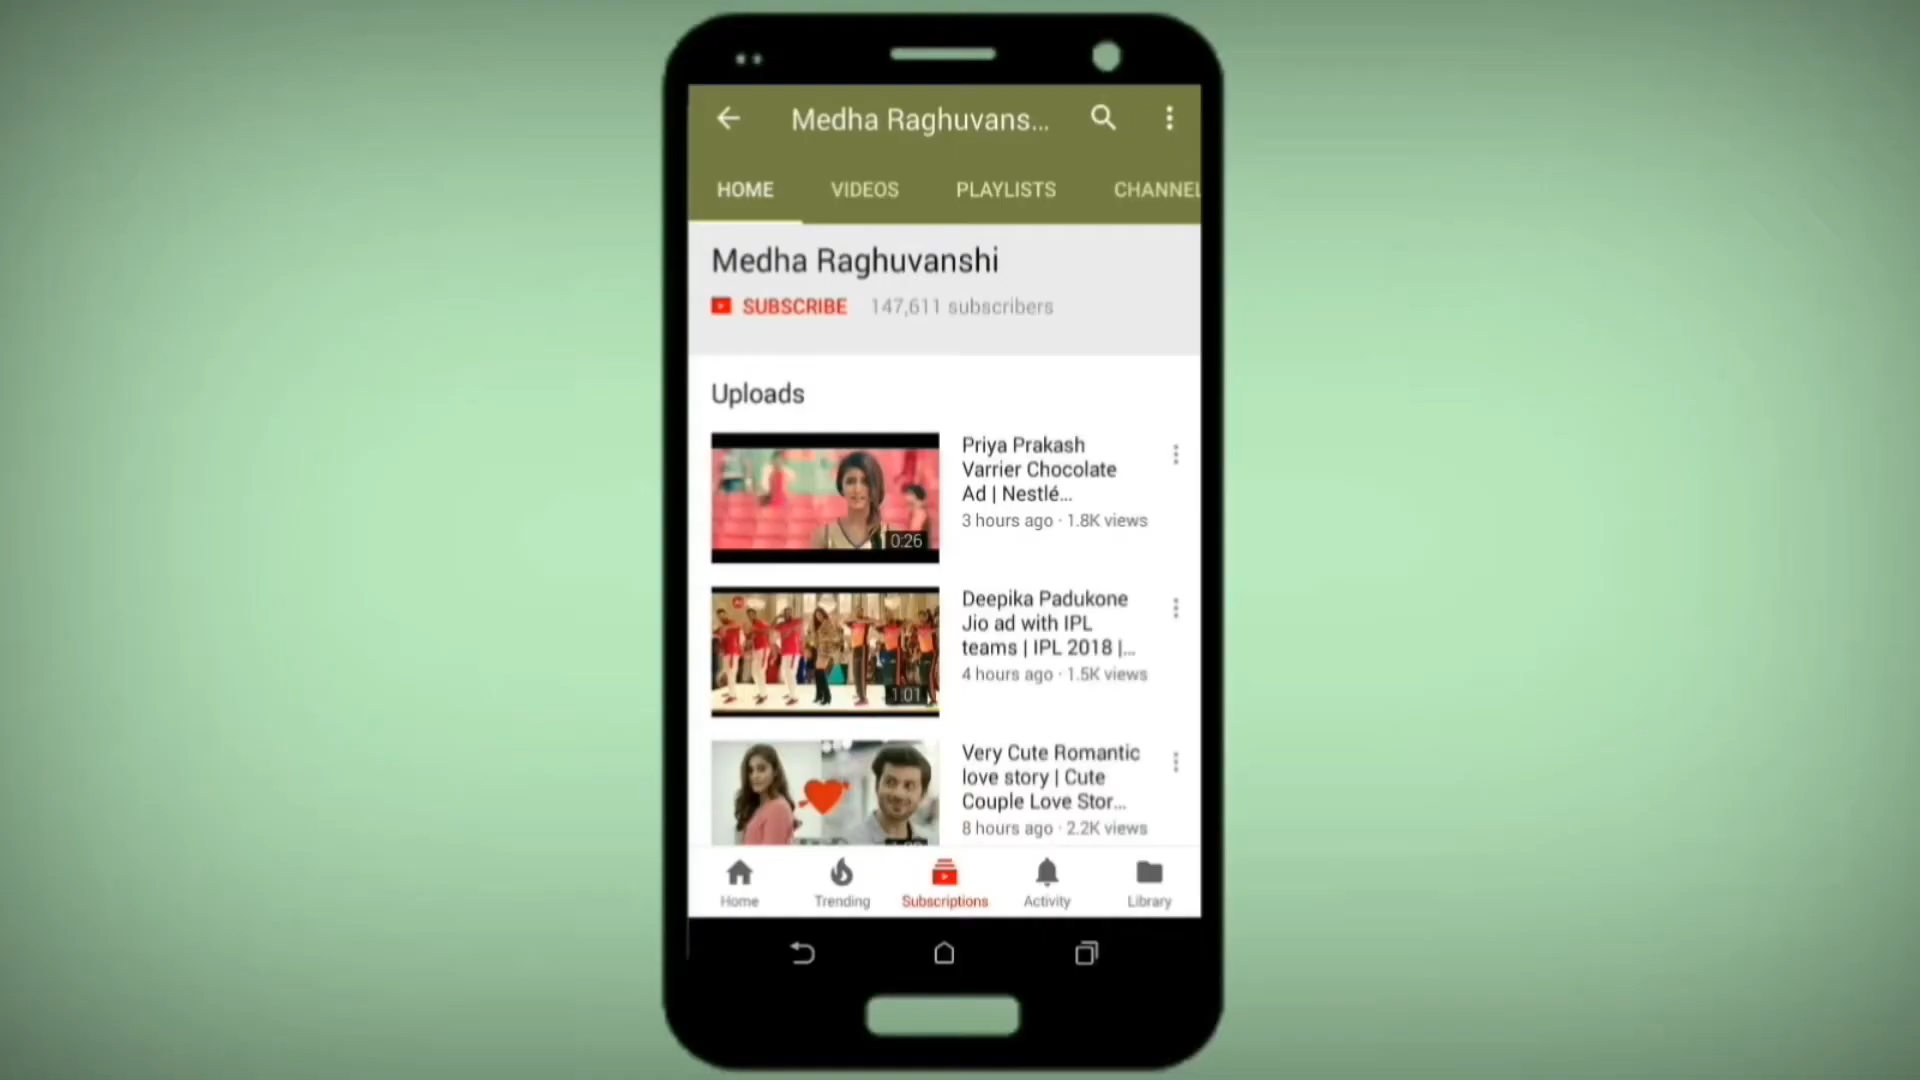 Medha Raghuvans...
HOME VIDEOS PLAYLISTS CHANNEL
Medha Raghuvanshi
SUBSCRIBE 147,611 subscribers
Uploads
Priya Prakash
Varrier Chocolate
Ad | Nestlé...
3 hours ago · 1.8K views
0:26
Deepika Padukone
Jio ad with IPL
teams | IPL 2018 |...
4 hours ago · 1.5K views
1:01
Very Cute Romantic
love story | Cute
Couple Love Stor...
8 hours ago · 2.2K views
Home Trending Subscriptions Activity Library